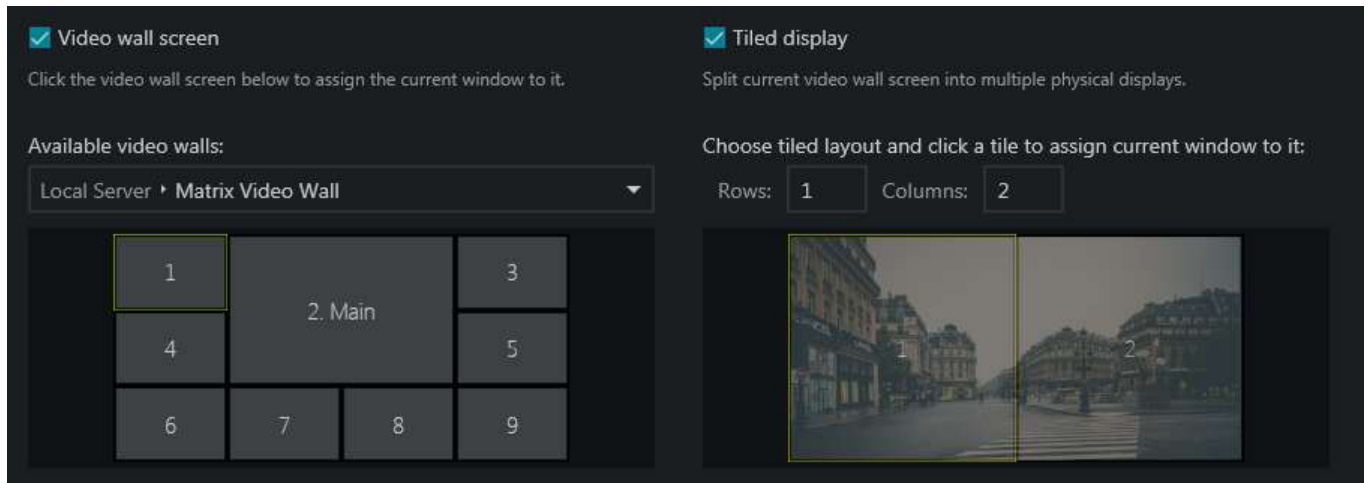 Video wall screen
Click the video wall screen below to assign the current window to it.
Available video walls:
Local Server ‣ Matrix Video Wall
1
2. Main
3
4
5
6
7
8
9
Tiled display
Split current video wall screen into multiple physical displays.
Choose tiled layout and click a tile to assign current window to it:
Rows: 1 Columns: 2
1
2